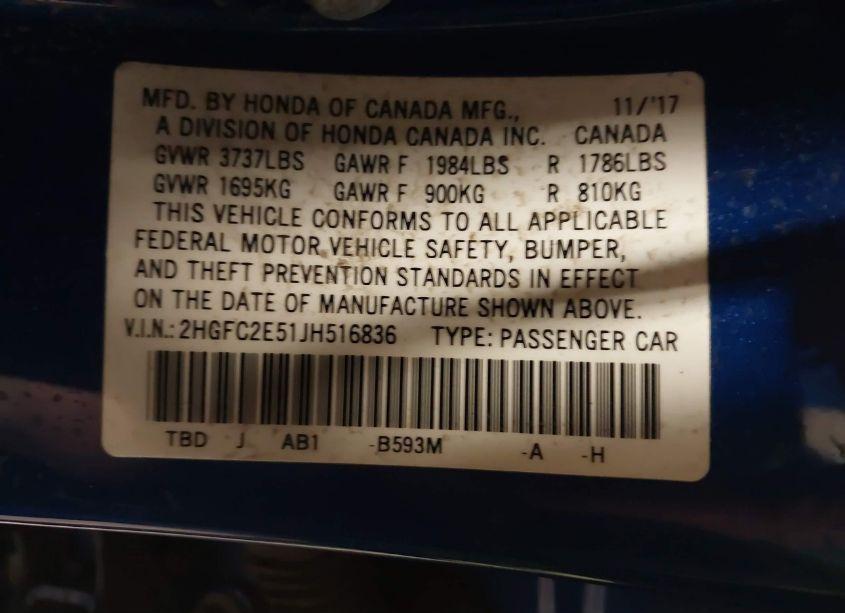 MFD. BY HONDA OF CANADA MFG., 11/'17
A DIVISION OF HONDA CANADA INC. CANADA
GVWR 3737LBS GAWR F 1984LBS R 1786LBS
GVWR 1695KG GAWR F 900KG R 810KG
THIS VEHICLE CONFORMS TO ALL APPLICABLE
FEDERAL MOTOR VEHICLE SAFETY, BUMPER,
AND THEFT PREVENTION STANDARDS IN EFFECT
ON THE DATE OF MANUFACTURE SHOWN ABOVE.
V.I.N.: 2HGFC2E51JH516836 TYPE: PASSENGER CAR
TBD J AB1 -B593M -A -H